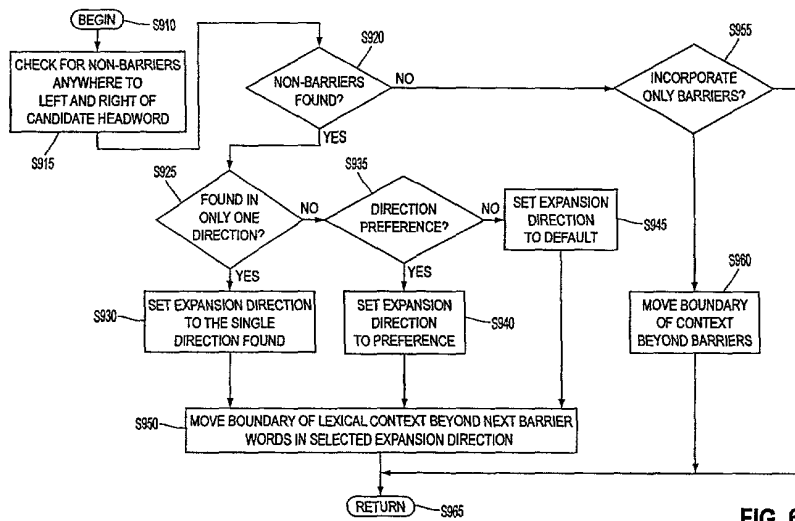 BEGIN
S910
CHECK FOR NON-BARRIERS
ANYWHERE TO
LEFT AND RIGHT OF
CANDIDATE HEADWORD
S915
S920
NON-BARRIERS
FOUND?
NO
YES
S955
INCORPORATE
ONLY BARRIERS?
S925
FOUND IN
ONLY ONE
DIRECTION?
NO
YES
S935
DIRECTION
PREFERENCE?
NO
YES
SET EXPANSION
DIRECTION
TO DEFAULT
S945
S930
SET EXPANSION DIRECTION
TO THE SINGLE
DIRECTION FOUND
SET EXPANSION
DIRECTION
TO PREFERENCE
S940
S960
MOVE BOUNDARY
OF CONTEXT
BEYOND BARRIERS
S950
MOVE BOUNDARY OF LEXICAL CONTEXT BEYOND NEXT BARRIER
WORDS IN SELECTED EXPANSION DIRECTION
RETURN
S965
FIG. 6